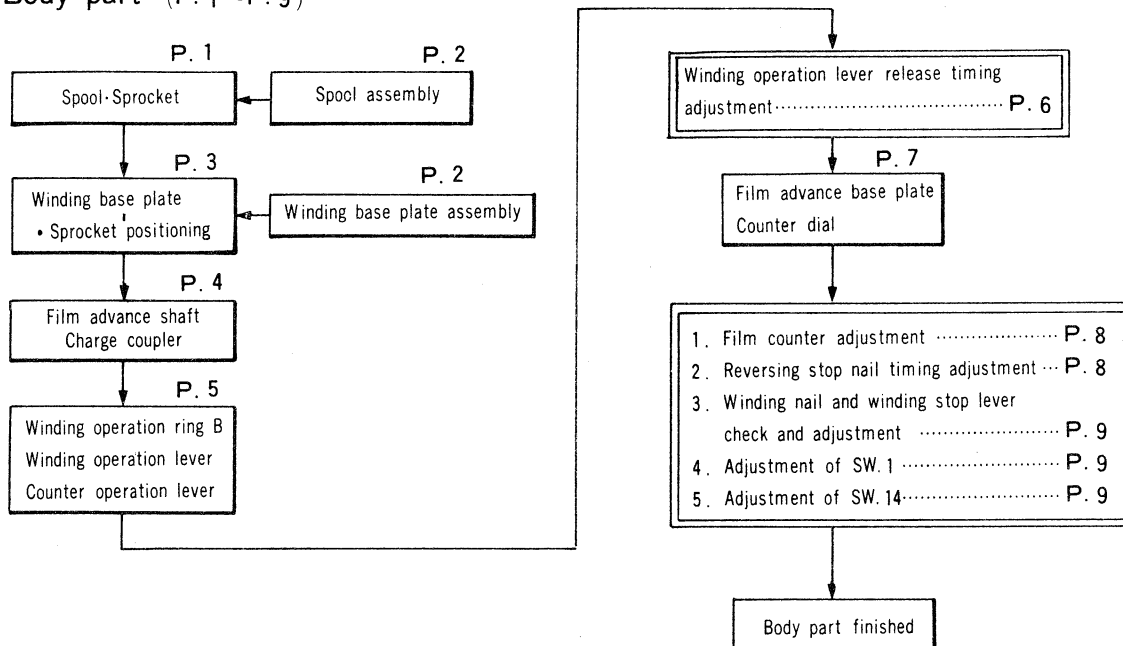 Body part (P.1~P.9)
P. 1
Spool·Sprocket
P. 2
Spool assembly
P. 3
Winding base plate
• Sprocket positioning
P. 2
Winding base plate assembly
P. 4
Film advance shaft
Charge coupler
P. 5
Winding operation ring B
Winding operation lever
Counter operation lever
Winding operation lever release timing
adjustment ·········· P. 6
P. 7
Film advance base plate
Counter dial
1. Film counter adjustment ·········· P. 8
2. Reversing stop nail timing adjustment ··· P. 8
3. Winding nail and winding stop lever
check and adjustment ·········· P. 9
4. Adjustment of SW. 1 ·········· P. 9
5. Adjustment of SW. 14 ·········· P. 9
Body part finished